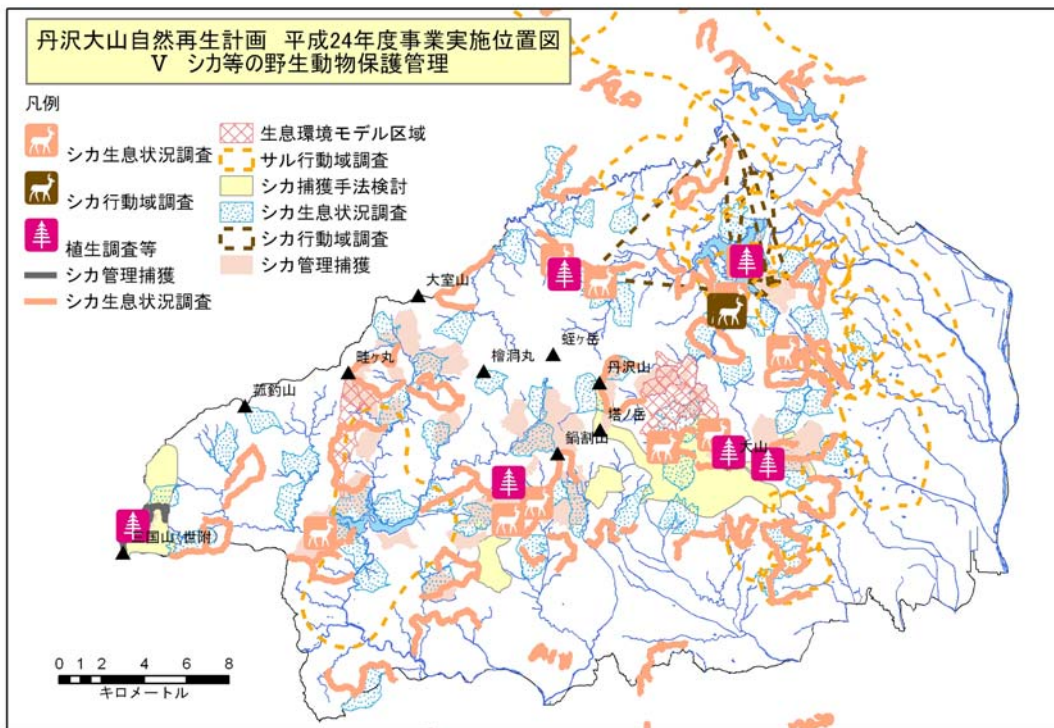 丹沢大山自然再生計画 平成24年度事業実施位置図
Ⅴ シカ等の野生動物保護管理
凡例
シカ生息状況調査
シカ行動域調査
植生調査等
シカ管理捕獲
シカ生息状況調査
生息環境モデル区域
サル行動域調査
シカ捕獲手法検討
シカ生息状況調査
シカ行動域調査
シカ管理捕獲
大室山
畦ヶ丸
菰釣山
檜洞丸
蛭ヶ岳
丹沢山
塔ノ岳
鍋割山
大山
三国山(世附)
0 1 2 4 6 8
キロメートル